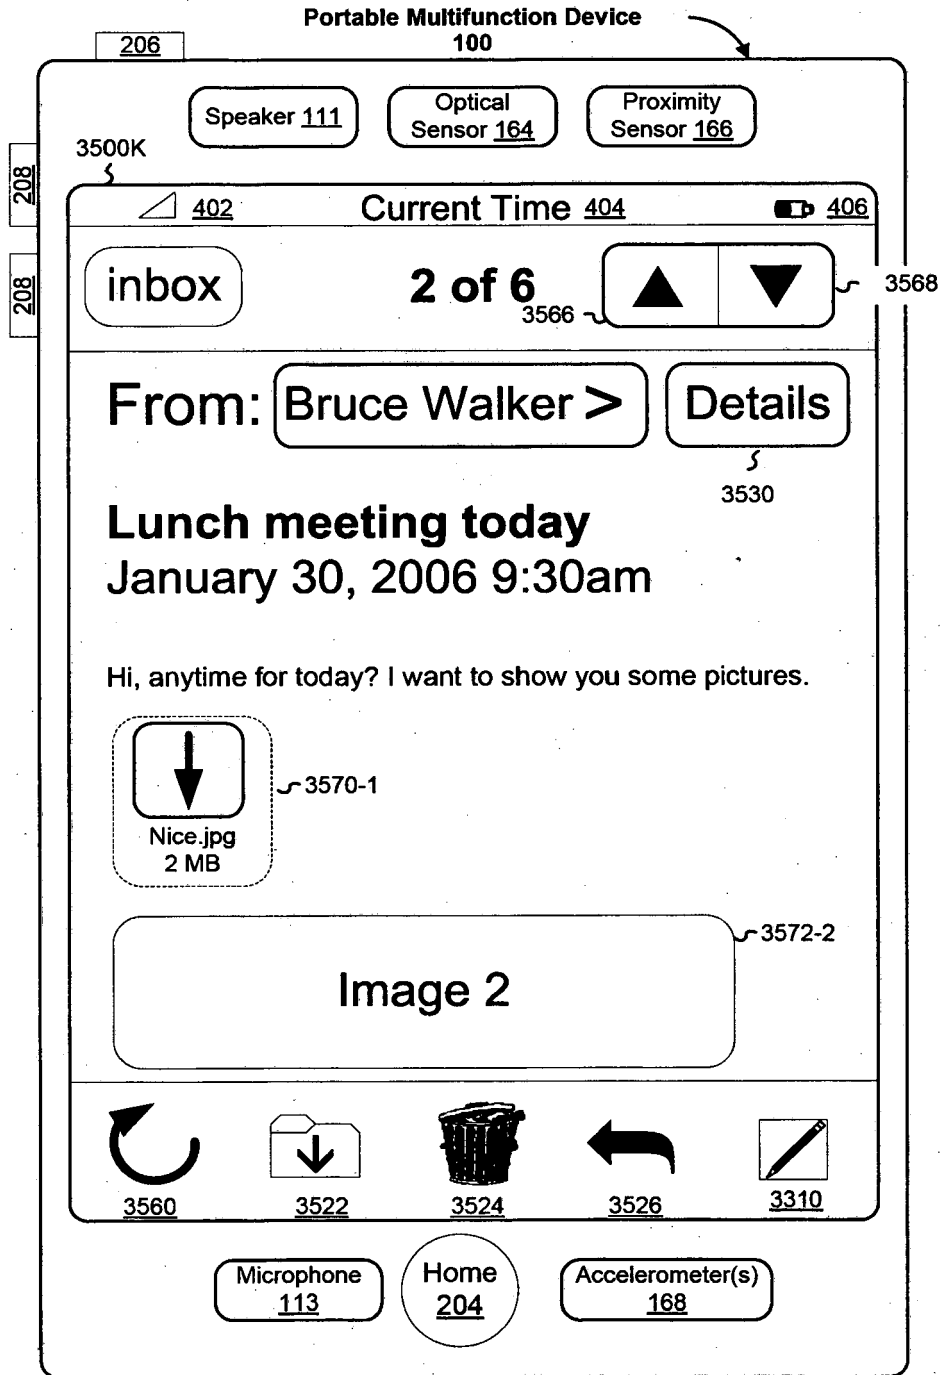 Portable Multifunction Device
100
206
Speaker 111
Optical
Sensor 164
Proximity
Sensor 166
3500K
208
402
Current Time 404
406
208
inbox
2 of 6
3566
3568
From:
Bruce Walker >
Details
3530
Lunch meeting today
January 30, 2006 9:30am
Hi, anytime for today? I want to show you some pictures.
3570-1
Nice.jpg
2 MB
3572-2
Image 2
3560
3522
3524
3526
3310
Microphone
113
Home
204
Accelerometer(s)
168